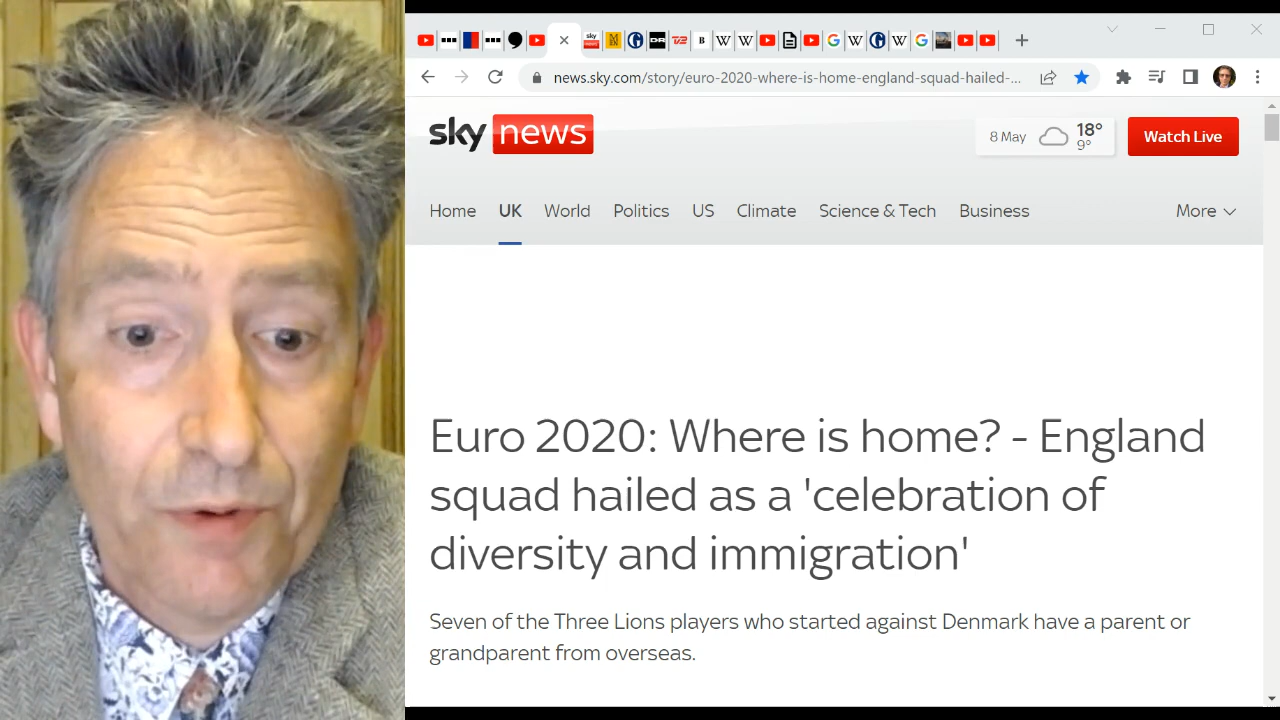 news.sky.com/story/euro-2020-where-is-home-england-squad-hailed-...
sky news
8 May 18° 9°
Watch Live
Home UK World Politics US Climate Science & Tech Business More
Euro 2020: Where is home? - England
squad hailed as a 'celebration of
diversity and immigration'
Seven of the Three Lions players who started against Denmark have a parent or
grandparent from overseas.